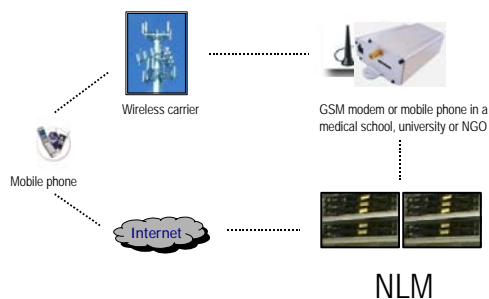 Wireless carrier
GSM modem or mobile phone in a
medical school, university or NGO
Mobile phone
Internet
NLM